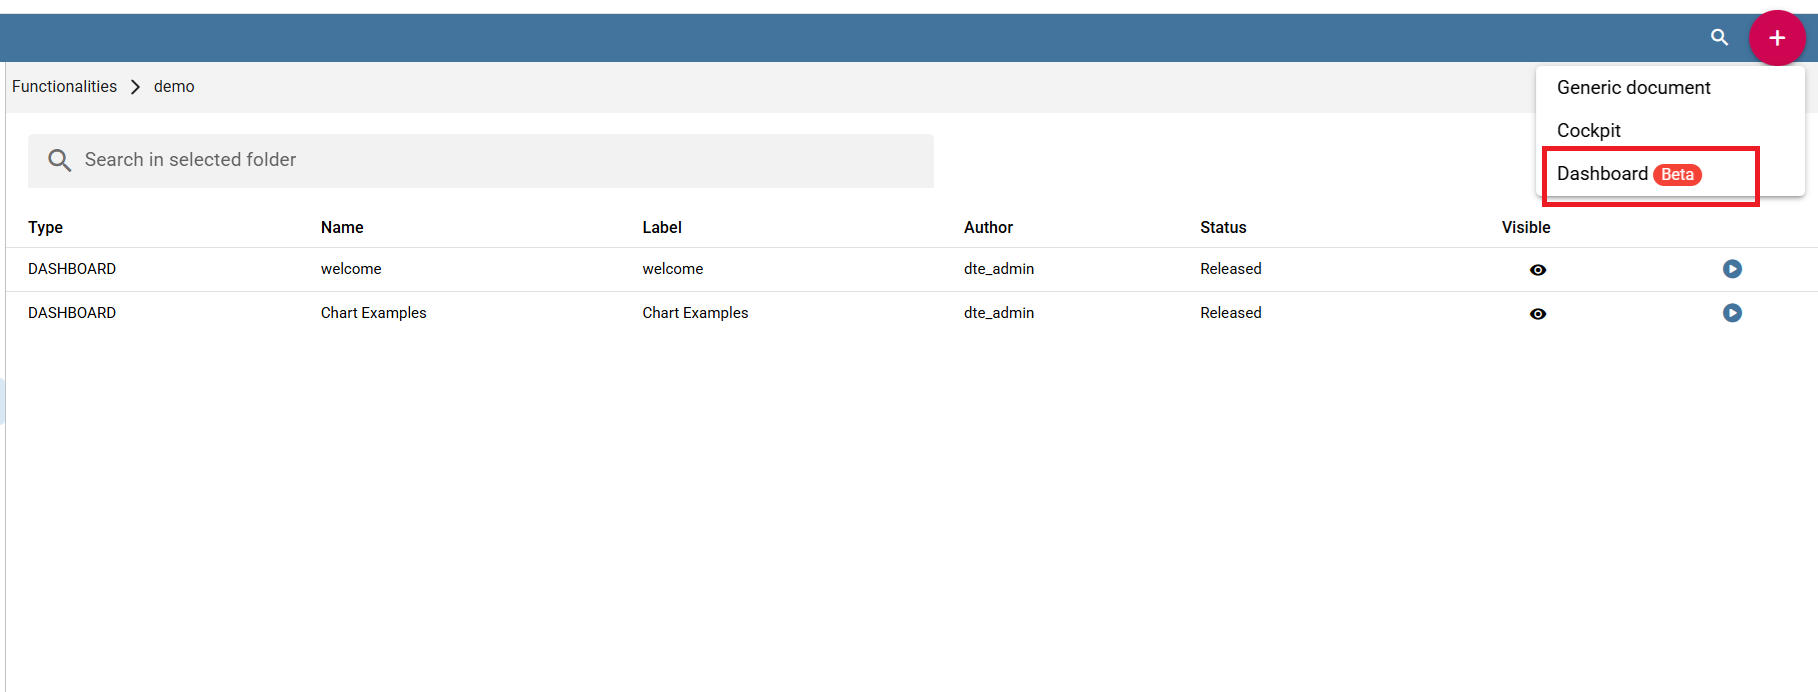 Functionalities > demo
Generic document
Cockpit
Dashboard Beta
Search in selected folder
Type Name Label Author Status Visible
DASHBOARD welcome welcome dte_admin Released
DASHBOARD Chart Examples Chart Examples dte_admin Released